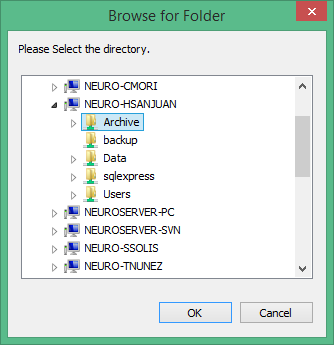 Browse for Folder
Please Select the directory.
NEURO-CMORI
NEURO-HSANJUAN
Archive
backup
Data
sqlexpress
Users
NEUROSERVER-PC
NEUROSERVER-SVN
NEURO-SSOLIS
NEURO-TNUNEZ
OK
Cancel